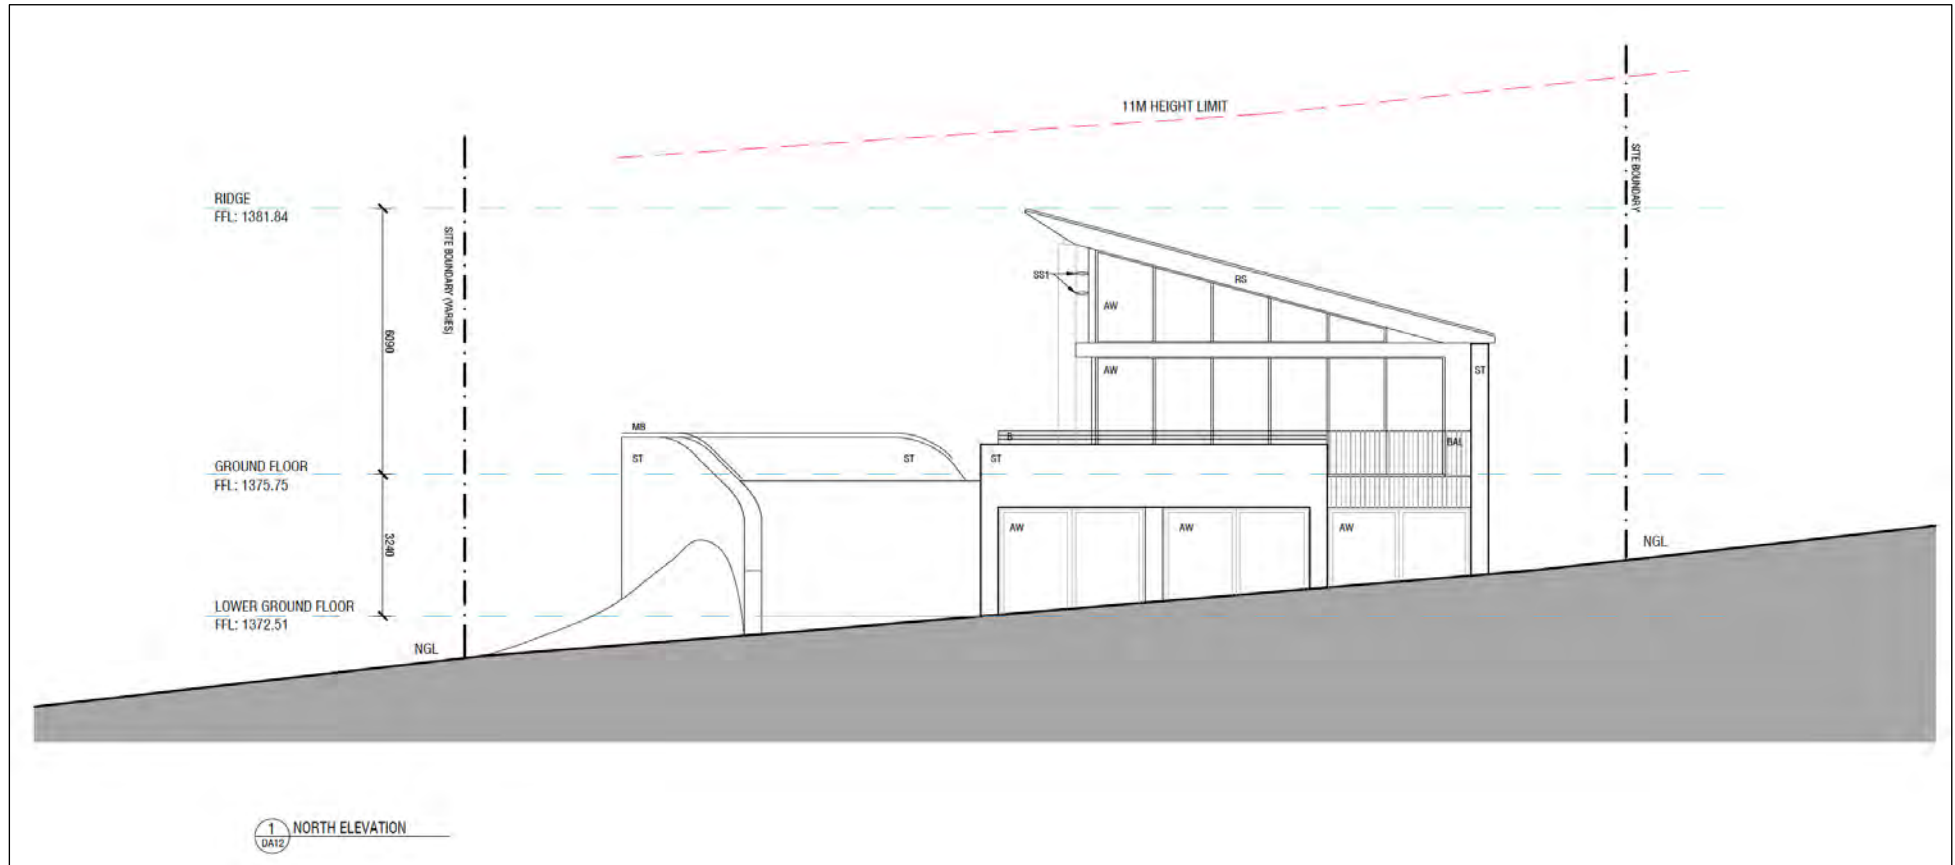 11M HEIGHT LIMIT
SITE BOUNDARY
RIDGE
FFL: 1381.84
SITE BOUNDARY (VARIES)
SS1
RS
AW
6090
AW
ST
MB
B
BAL
ST
ST
ST
GROUND FLOOR
FFL: 1375.75
AW
AW
AW
3240
NGL
LOWER GROUND FLOOR
FFL: 1372.51
NGL
1
DA12
NORTH ELEVATION